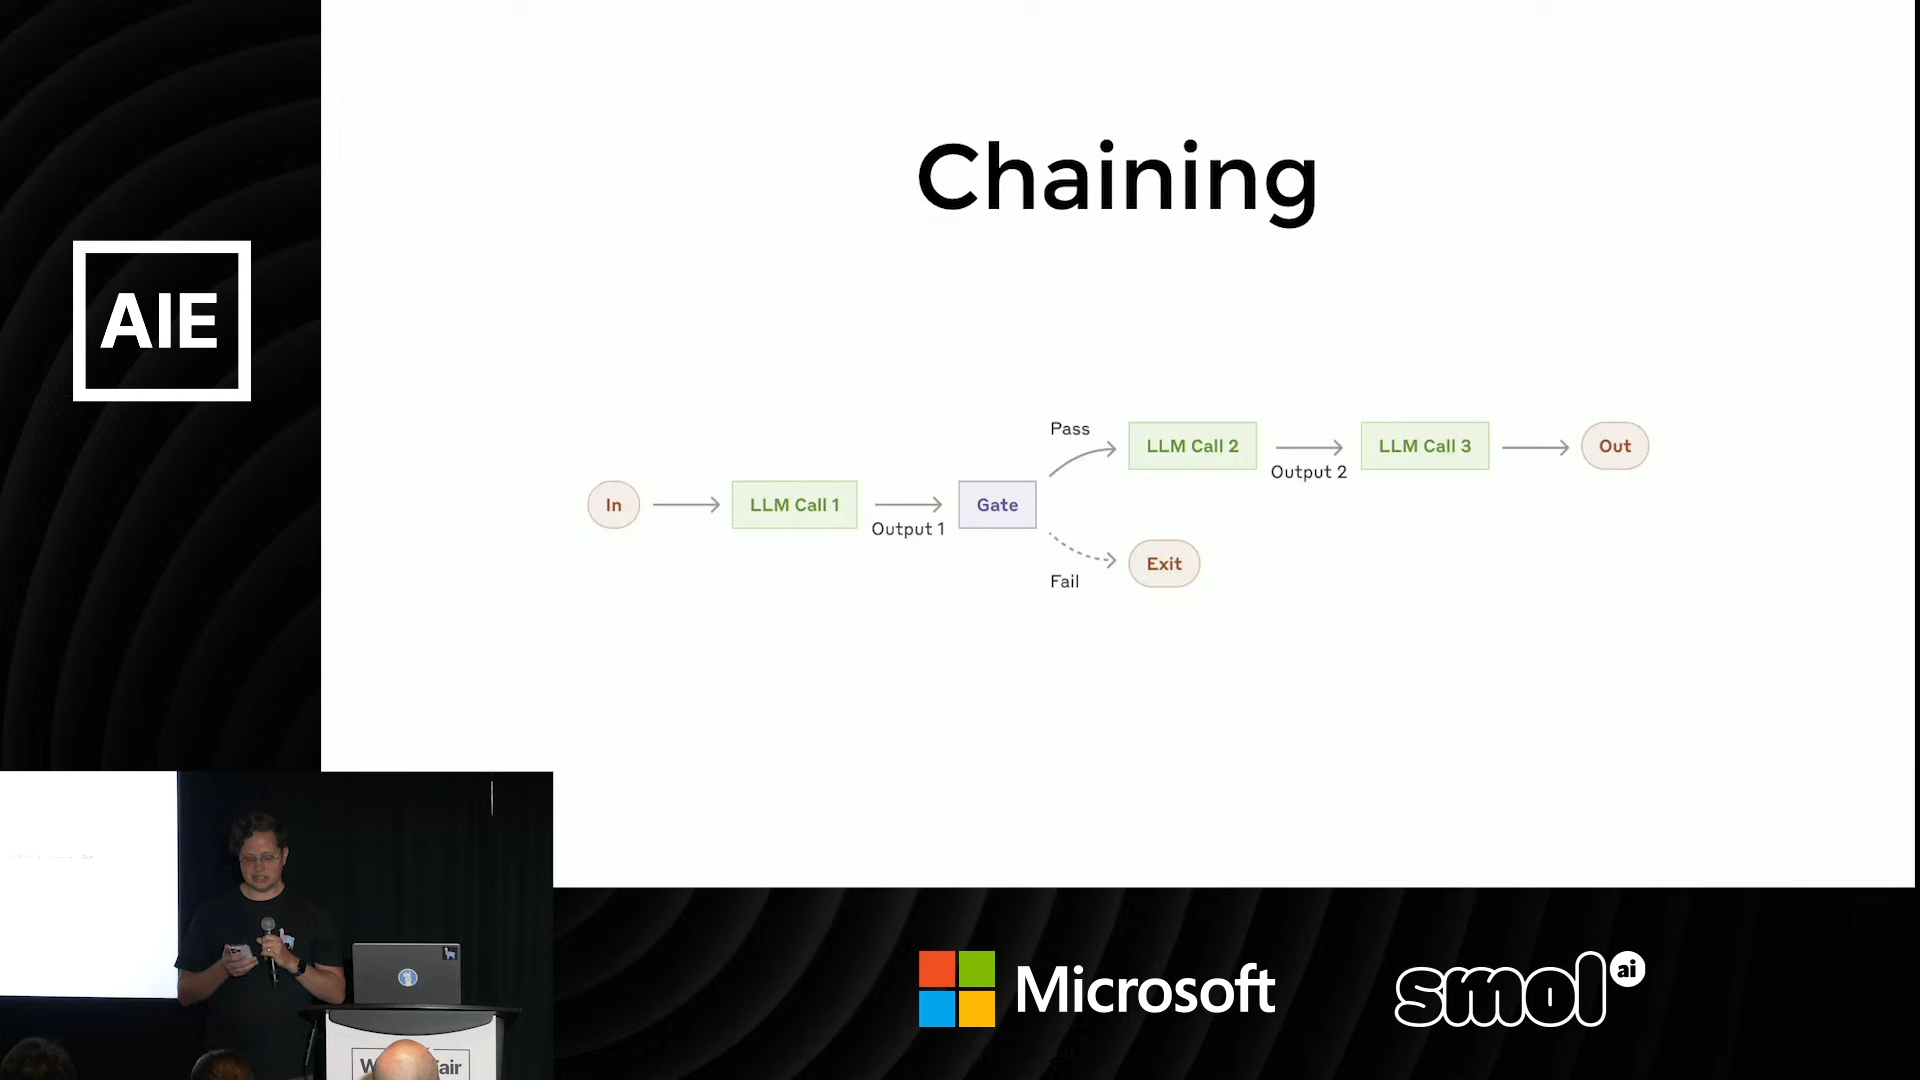 Chaining
AIE
Pass
LLM Call 2
LLM Call 3
Out
Output 2
In
LLM Call 1
Gate
Output 1
Exit
Fail
Microsoft
smol ai
air